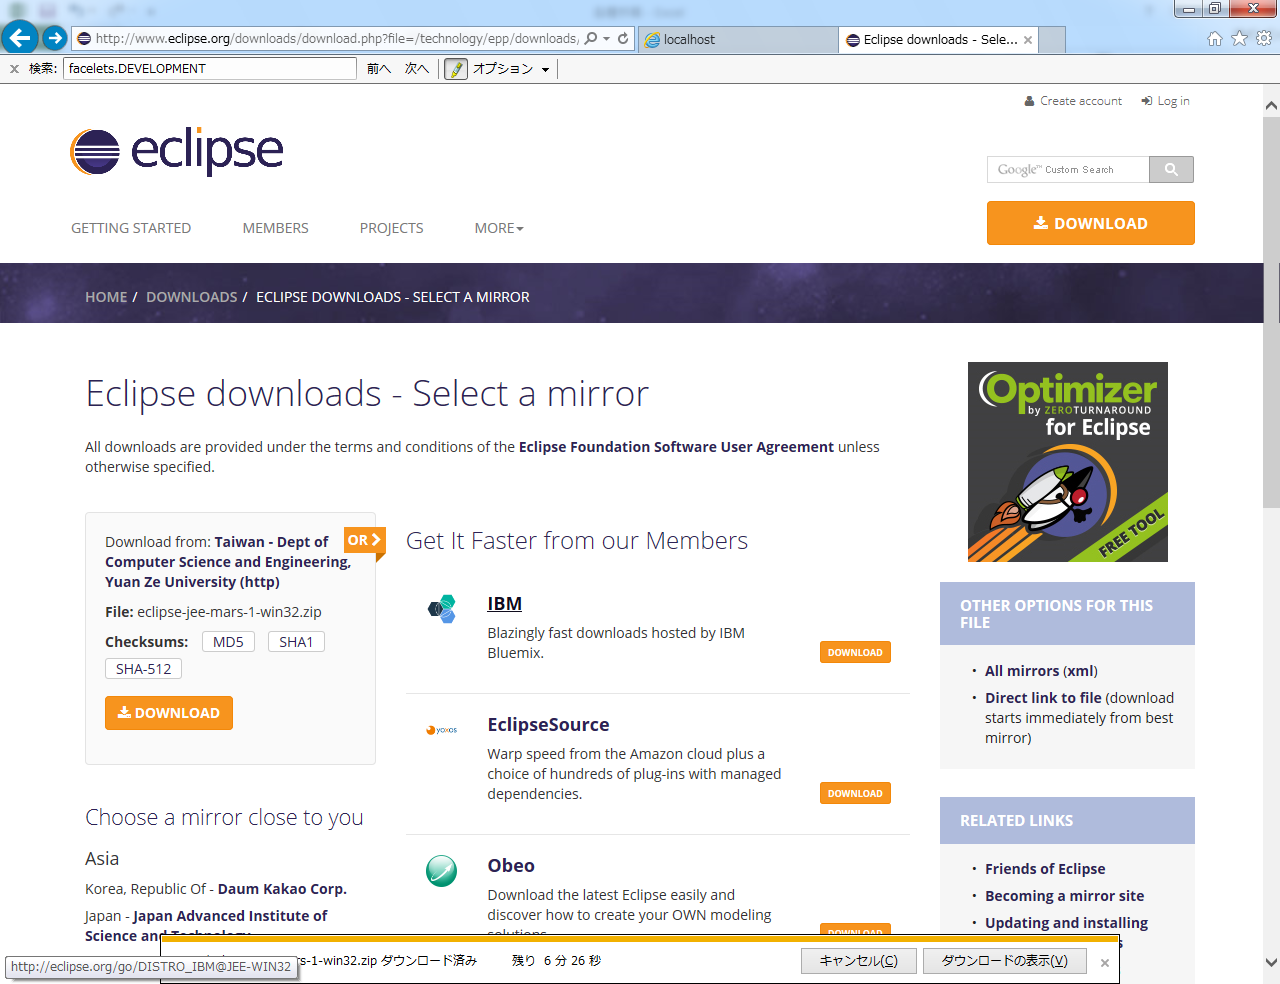 http://www.eclipse.org/downloads/download.php?file=/technology/epp/downloads,
localhost
Eclipse downloads - Sele...
検索: facelets.DEVELOPMENT 前へ 次へ オプション
Create account Log in
eclipse
Google™ Custom Search
GETTING STARTED MEMBERS PROJECTS MORE
DOWNLOAD
HOME / DOWNLOADS / ECLIPSE DOWNLOADS - SELECT A MIRROR
Eclipse downloads - Select a mirror
All downloads are provided under the terms and conditions of the Eclipse Foundation Software User Agreement unless
otherwise specified.
Download from: Taiwan - Dept of
Computer Science and Engineering,
Yuan Ze University (http)
File: eclipse-jee-mars-1-win32.zip
Checksums: MD5 SHA1
SHA-512
DOWNLOAD
OR
Choose a mirror close to you
Asia
Korea, Republic Of - Daum Kakao Corp.
Japan - Japan Advanced Institute of
Science and Technology
Get It Faster from our Members
IBM
Blazingly fast downloads hosted by IBM
Bluemix.
DOWNLOAD
yoxos
EclipseSource
Warp speed from the Amazon cloud plus a
choice of hundreds of plug-ins with managed
dependencies.
DOWNLOAD
Obeo
Download the latest Eclipse easily and
discover how to create your OWN modeling
solutions.
DOWNLOAD
Optimizer
by ZEROTURNAROUND
for Eclipse
FREE TOOL
OTHER OPTIONS FOR THIS
FILE
• All mirrors (xml)
• Direct link to file (download
starts immediately from best
mirror)
RELATED LINKS
• Friends of Eclipse
• Becoming a mirror site
• Updating and installing
s-1-win32.zip ダウンロード済み 残り 6 分 26 秒 キャンセル(C) ダウンロードの表示(V)
http://eclipse.org/go/DISTRO_IBM@JEE-WIN32